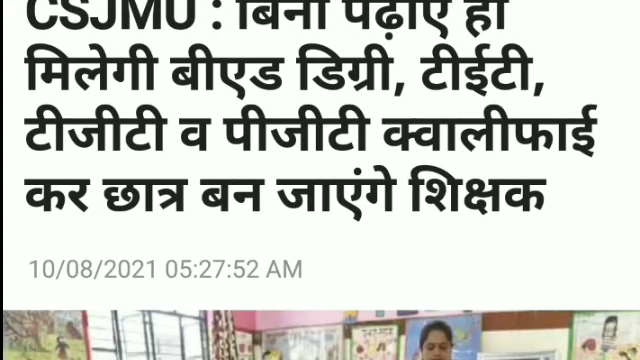 CSJMU : बिना पढ़ाए ही
मिलेगी बीएड डिग्री, टीईटी,
टीजीटी व पीजीटी क्वालीफाई
कर छात्र बन जाएंगे शिक्षक
10/08/2021 05:27:52 AM